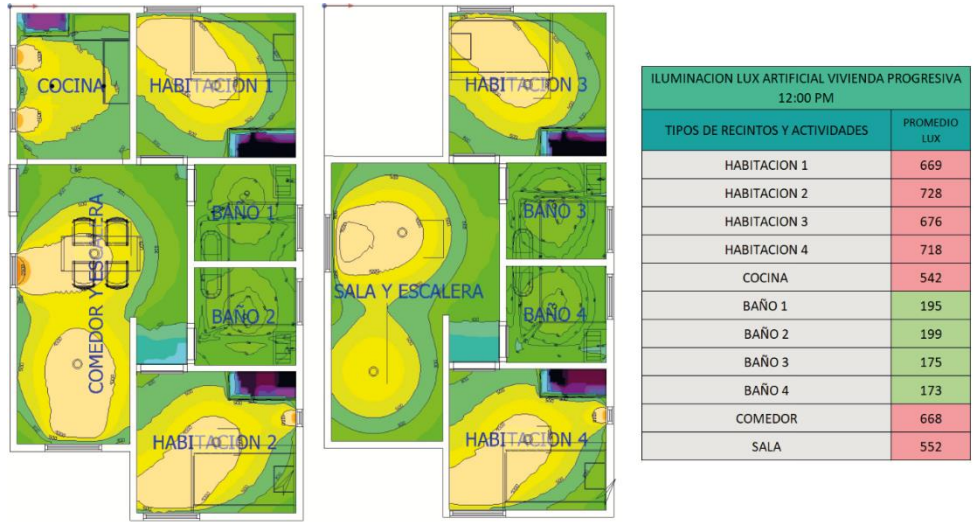 COCINA
HABITACION 1
COMEDOR Y ESCALERA
BAÑO 1
BAÑO 2
HABITACION 2
HABITACION 3
SALA Y ESCALERA
BAÑO 3
BAÑO 4
HABITACION 4
ILUMINACION LUX ARTIFICIAL VIVIENDA PROGRESIVA
12:00 PM
TIPOS DE RECINTOS Y ACTIVIDADES PROMEDIO
LUX
HABITACION 1 669
HABITACION 2 728
HABITACION 3 676
HABITACION 4 718
COCINA 542
BAÑO 1 195
BAÑO 2 199
BAÑO 3 175
BAÑO 4 173
COMEDOR 668
SALA 552